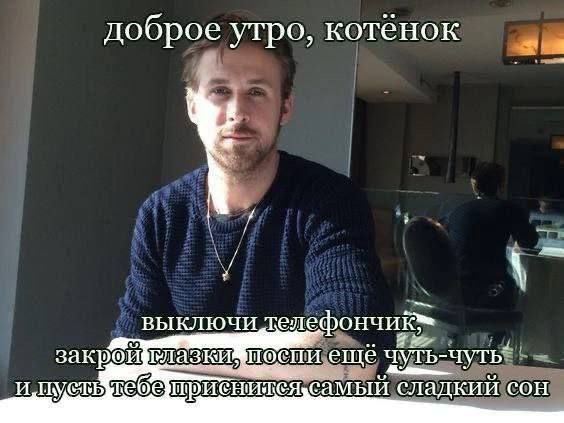 доброе утро, котёнок
выключи телефончик,
закрой глазки, поспи ещё чуть-чуть
и пусть тебе приснится самый сладкий сон